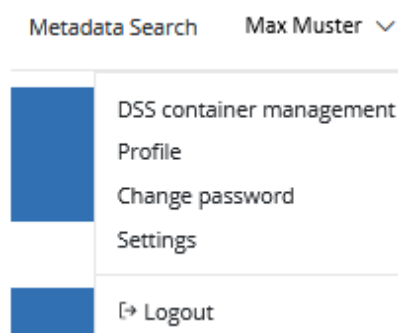 Metadata Search Max Muster
DSS container management
Profile
Change password
Settings
Logout